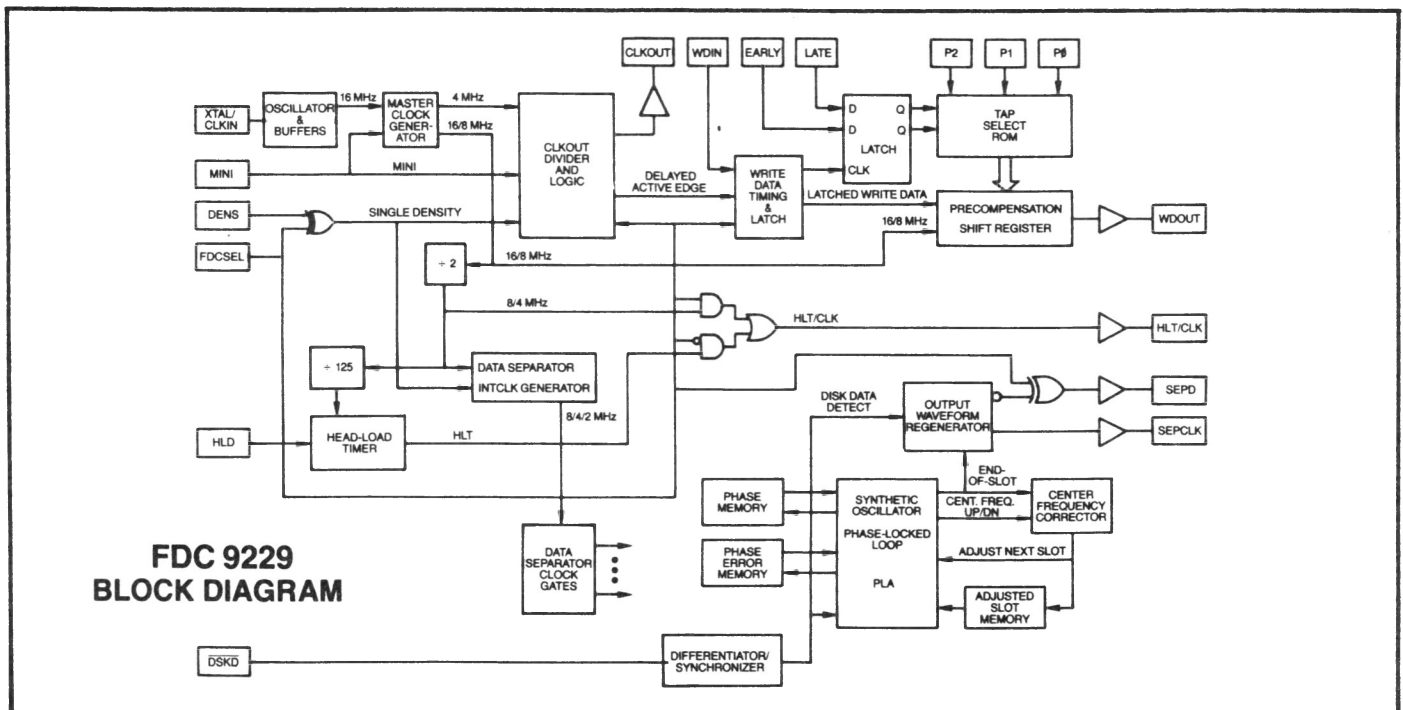 CLKOUT
WDIN
EARLY
LATE
P2
P1
PØ
XTAL/
CLKIN
OSCILLATOR
&
BUFFERS
16 MHz
MASTER
CLOCK
GENER-
ATOR
4 MHz
16/8 MHz
CLKOUT
DIVIDER
AND
LOGIC
D
Q
D
Q
LATCH
CLK
TAP
SELECT
ROM
MINI
MINI
DELAYED
ACTIVE EDGE
WRITE
DATA
TIMING
&
LATCH
LATCHED WRITE DATA
DENS
SINGLE DENSITY
FDCSEL
16/8 MHz
PRECOMPENSATION
SHIFT REGISTER
WDOUT
÷ 2
16/8 MHz
8/4 MHz
HLT/CLK
HLT/CLK
÷ 125
DATA SEPARATOR
INTCLK GENERATOR
8/4/2 MHz
DISK DATA
DETECT
OUTPUT
WAVEFORM
REGENERATOR
SEPD
SEPCLK
HLD
HEAD-LOAD
TIMER
HLT
END-
OF-SLOT
PHASE
MEMORY
SYNTHETIC
OSCILLATOR
PHASE-LOCKED
LOOP
PLA
CENT. FREQ.
UP/DN
CENTER
FREQUENCY
CORRECTOR
PHASE
ERROR
MEMORY
ADJUST NEXT SLOT
ADJUSTED
SLOT
MEMORY
DATA
SEPARATOR
CLOCK
GATES
FDC 9229
BLOCK DIAGRAM
DSKD
DIFFERENTIATOR/
SYNCHRONIZER